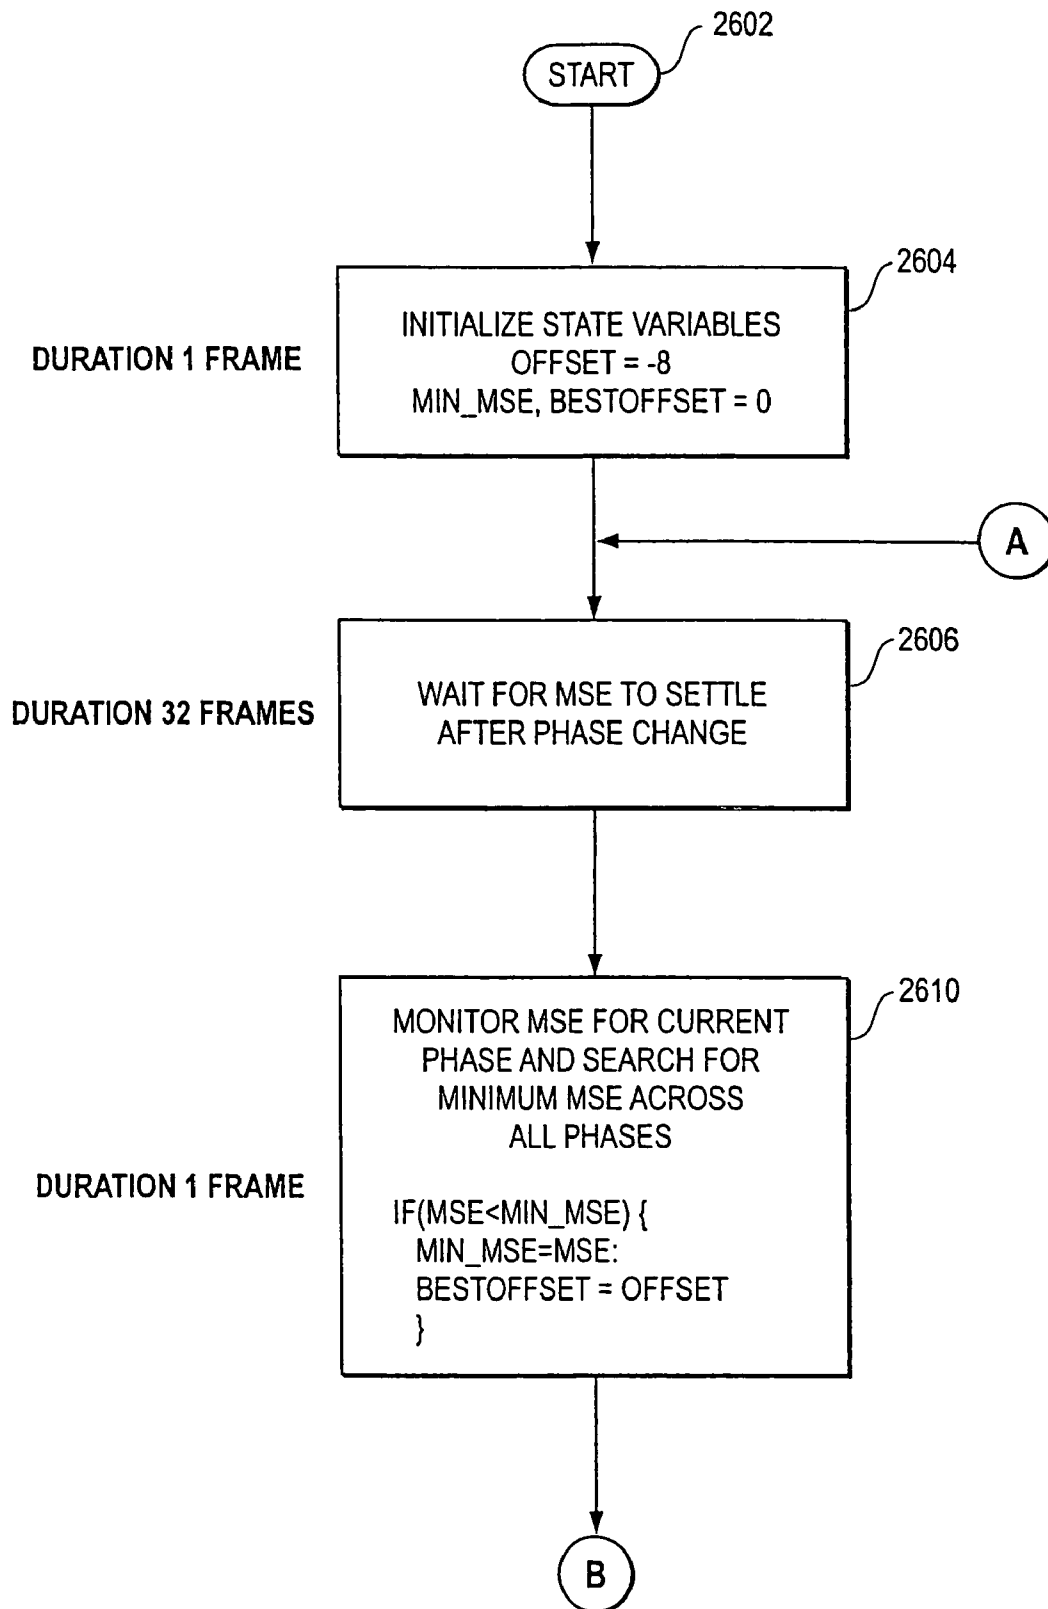 2602
START
2604
INITIALIZE STATE VARIABLES
OFFSET = -8
MIN_MSE, BESTOFFSET = 0
DURATION 1 FRAME
A
2606
WAIT FOR MSE TO SETTLE
AFTER PHASE CHANGE
DURATION 32 FRAMES
2610
MONITOR MSE FOR CURRENT
PHASE AND SEARCH FOR
MINIMUM MSE ACROSS
ALL PHASES
DURATION 1 FRAME
IF(MSE<MIN_MSE) {
MIN_MSE=MSE:
BESTOFFSET = OFFSET
}
B